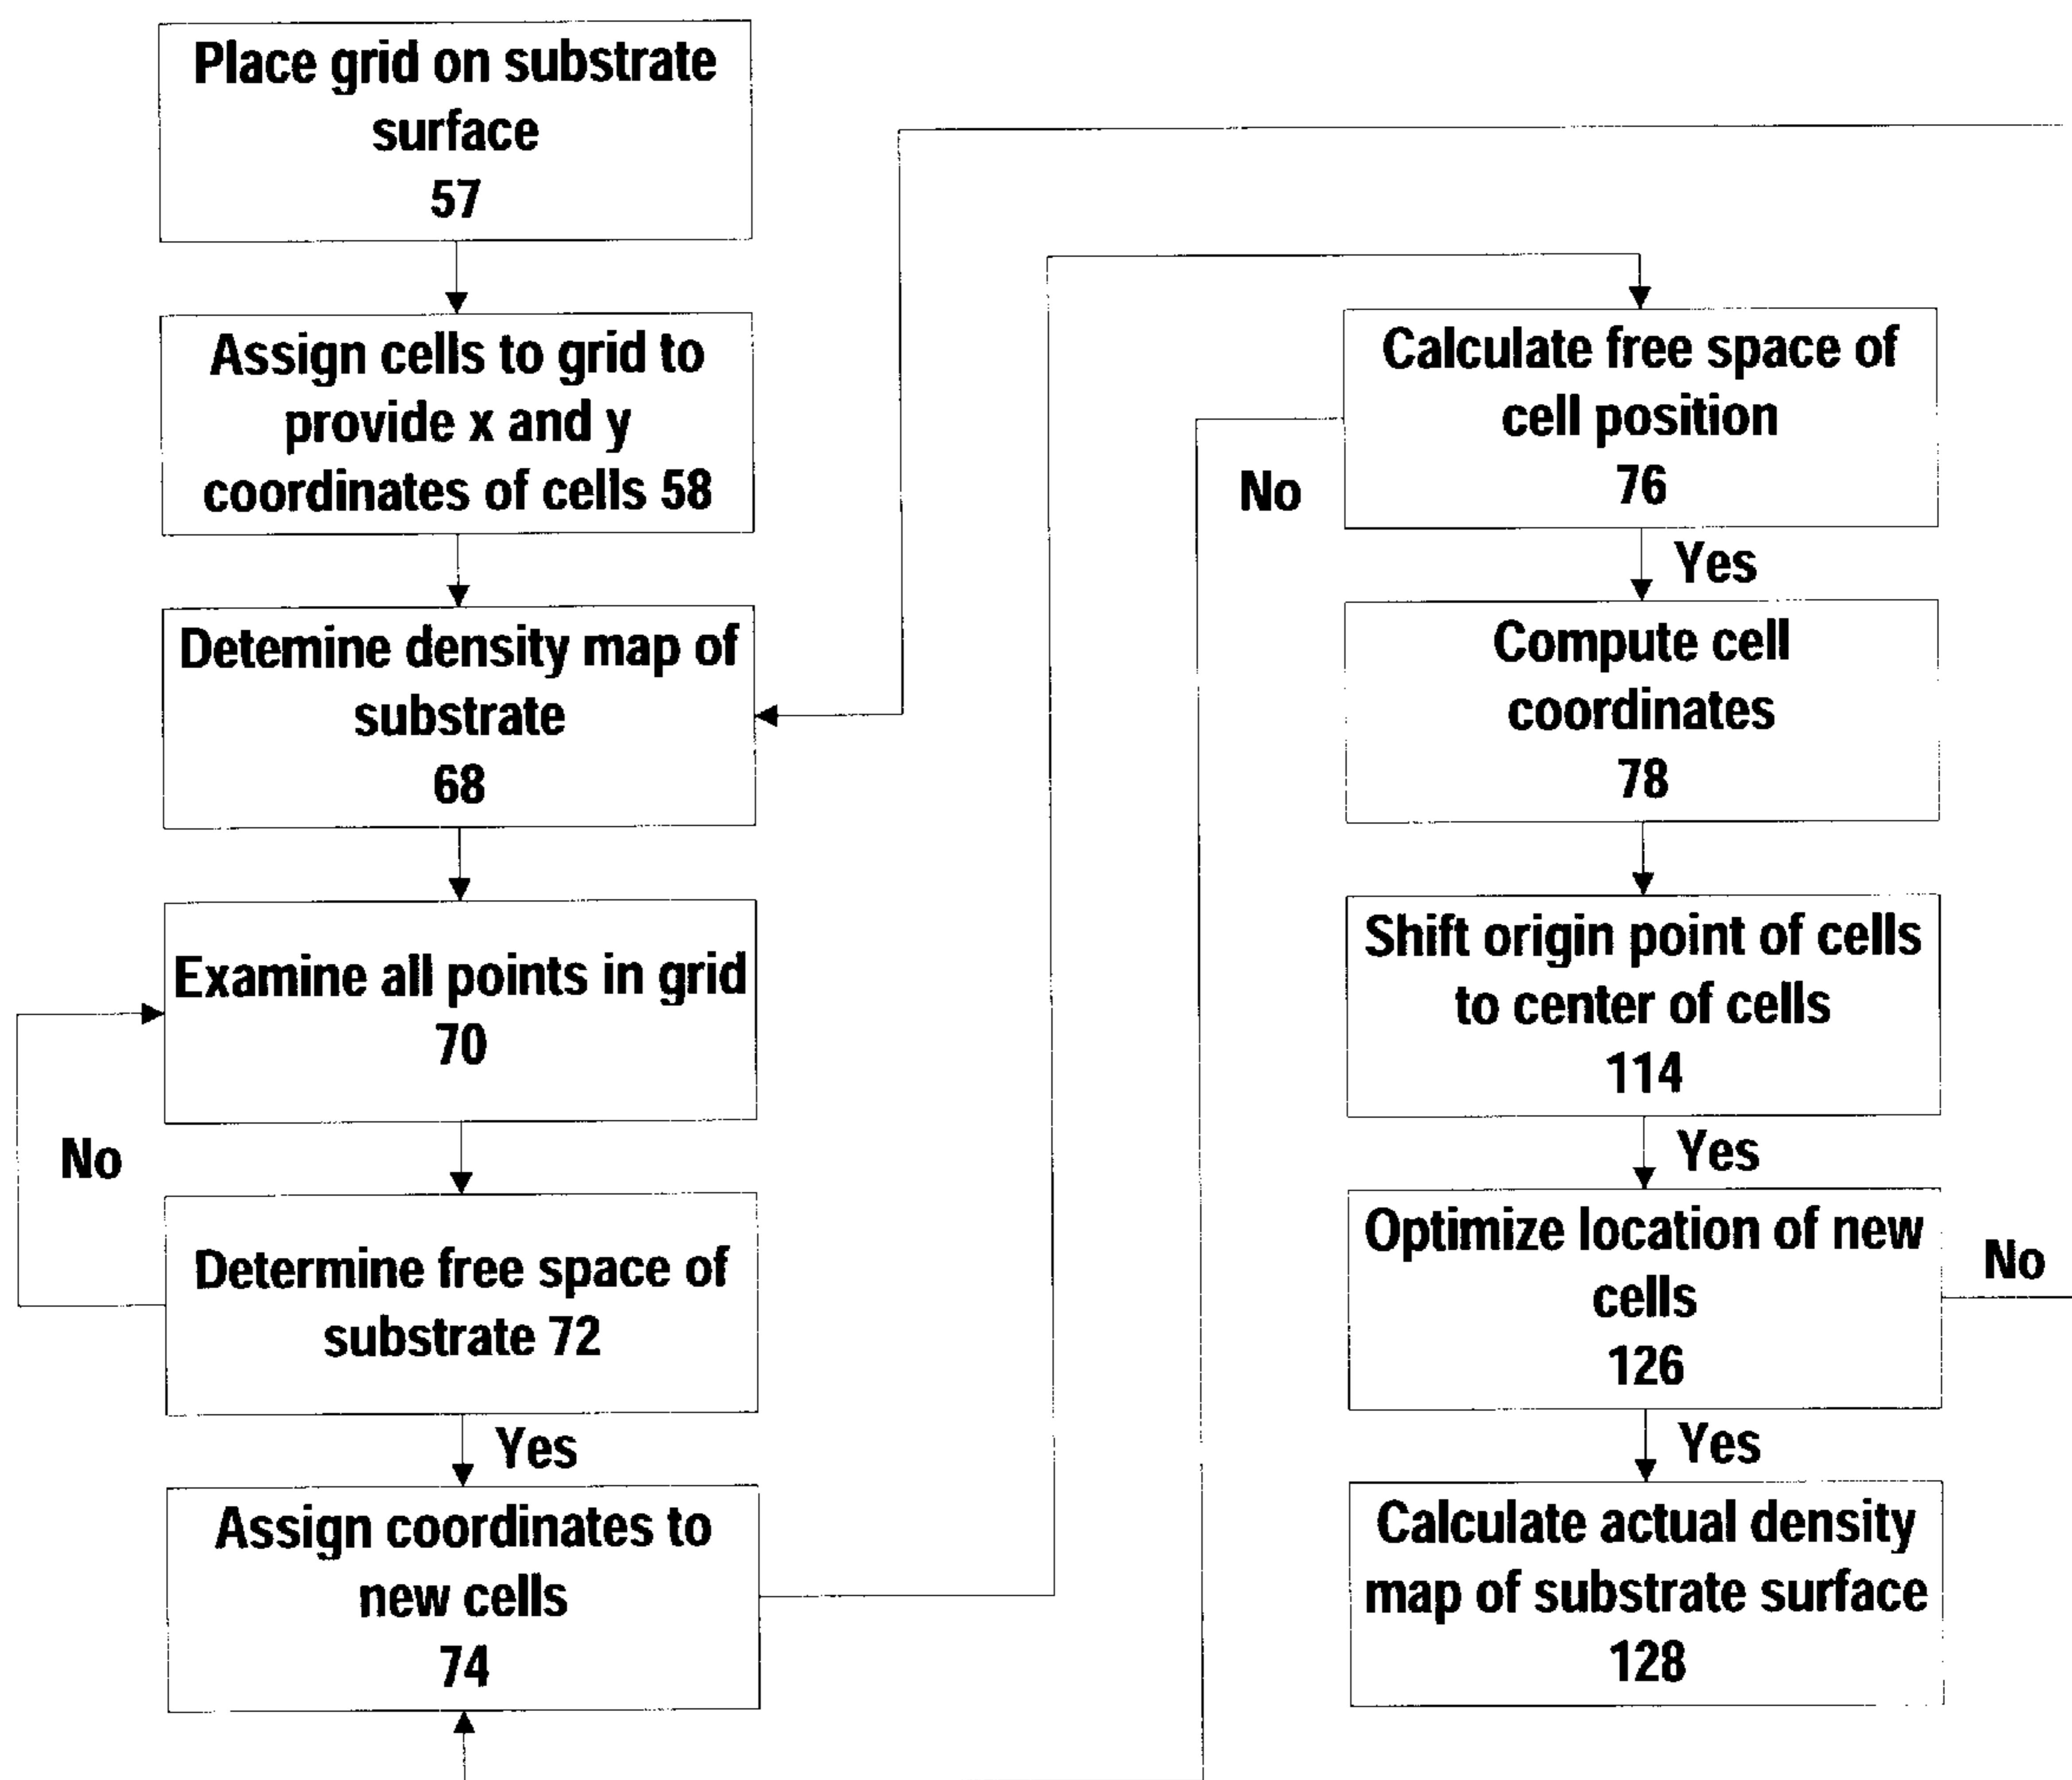 Place grid on substrate
surface
57
Assign cells to grid to
provide x and y
coordinates of cells 58
Detemine density map of
substrate
68
Examine all points in grid
70
No
Determine free space of
substrate 72
Yes
Assign coordinates to
new cells
74
Calculate free space of
cell position
76
No
Yes
Compute cell
coordinates
78
Shift origin point of cells
to center of cells
114
Yes
Optimize location of new
cells
126
No
Yes
Calculate actual density
map of substrate surface
128